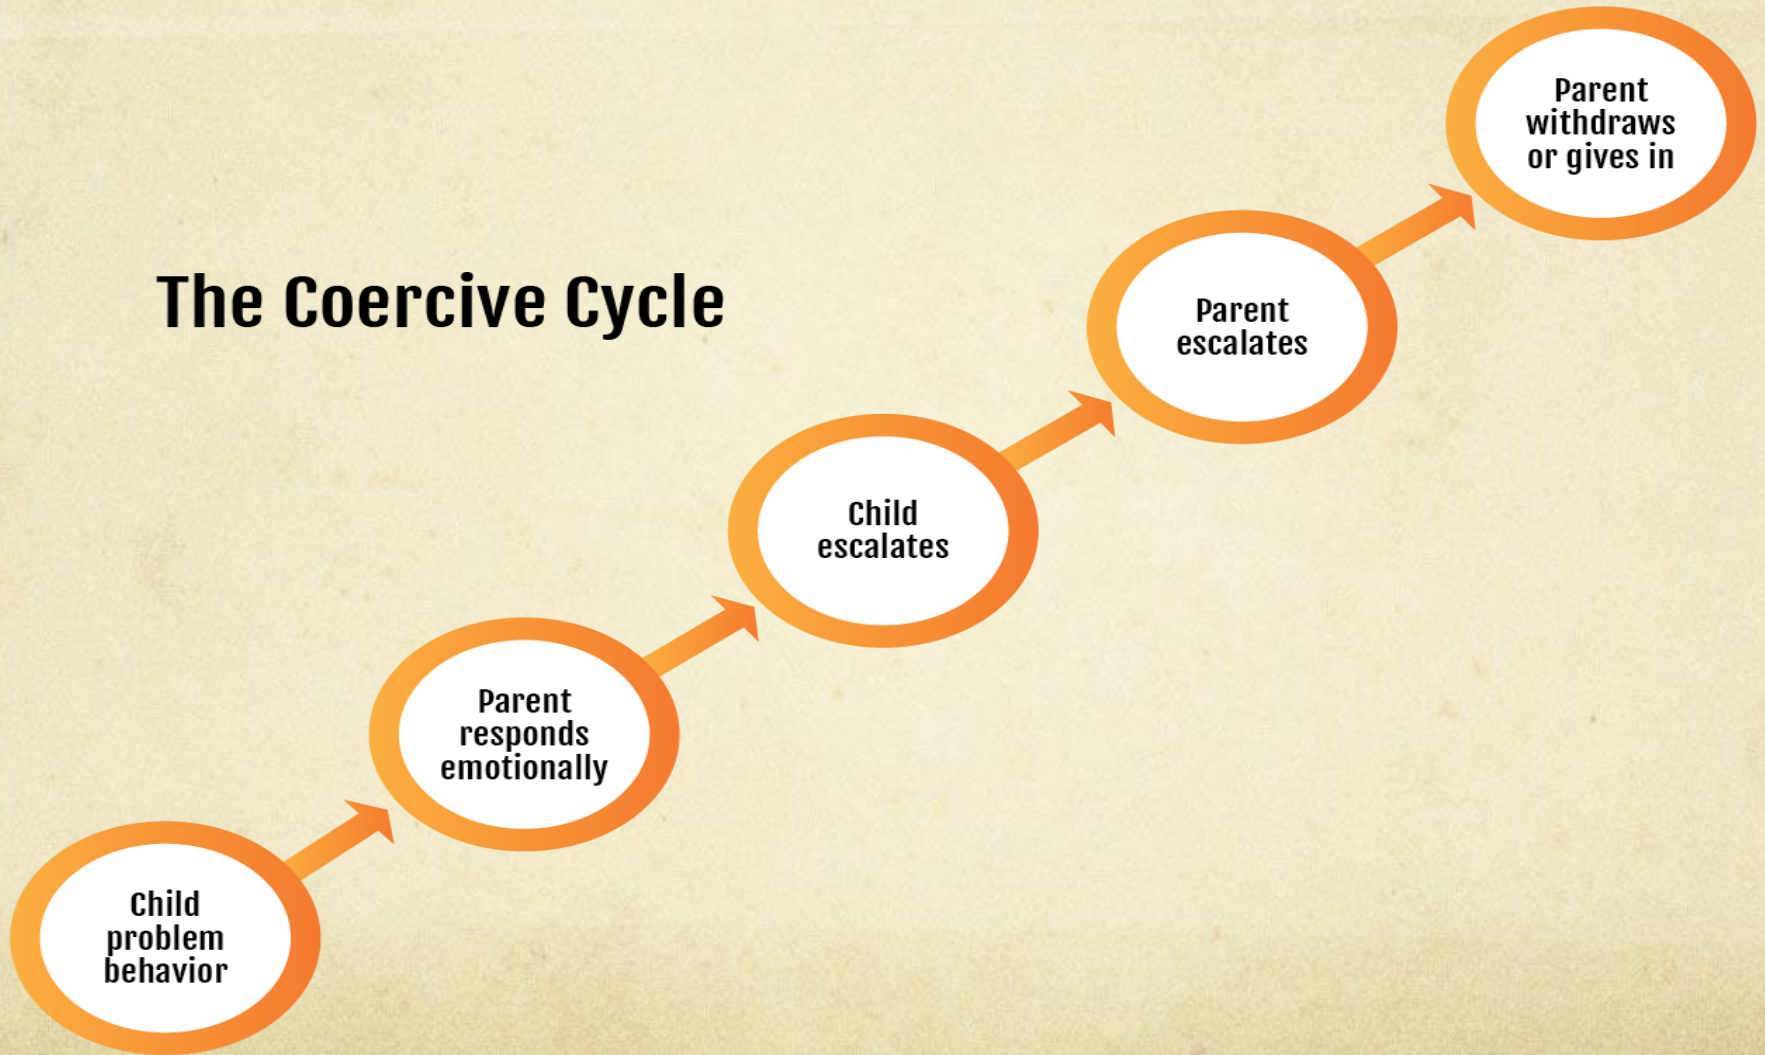 The Coercive Cycle
Child
problem
behavior
Parent
responds
emotionally
Child
escalates
Parent
escalates
Parent
withdraws
or gives in